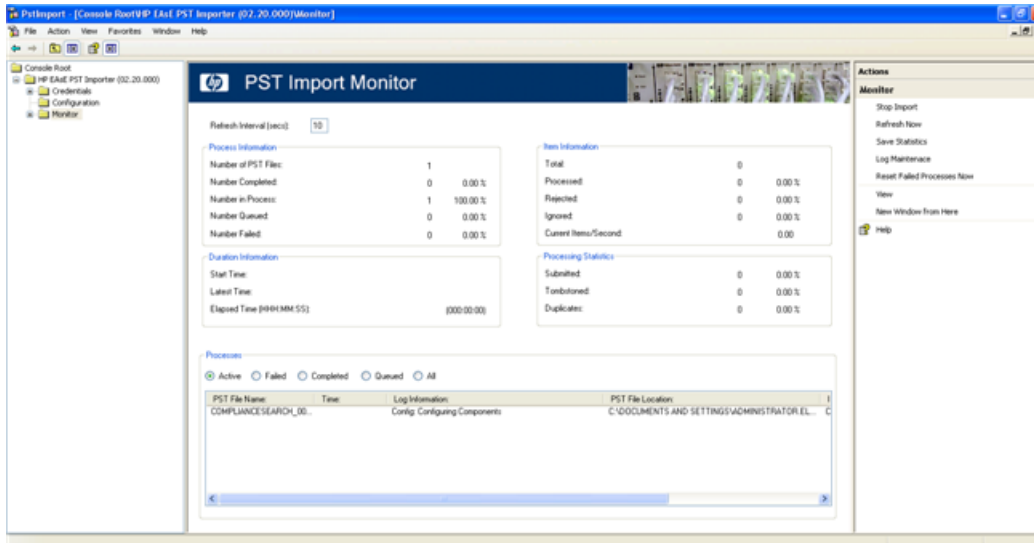 PstImport - [Console Root\HP EAsE PST Importer (02.20.000)\Monitor]
File Action View Favorites Window Help
Console Root
HP EAsE PST Importer (02.20.000)
Credentials
Configuration
Monitor
hp PST Import Monitor
Refresh Interval (secs): 10
Process Information
Number of PST Files: 1
Number Completed: 0 0.00 %
Number in Process: 1 100.00 %
Number Queued: 0 0.00 %
Number Failed: 0 0.00 %
Item Information
Total: 0
Processed: 0 0.00 %
Rejected: 0 0.00 %
Ignored: 0 0.00 %
Current Items/Second: 0.00
Duration Information
Start Time:
Latest Time:
Elapsed Time (HHH:MM:SS): (000:00:00)
Processing Statistics
Submitted: 0 0.00 %
Tombstoned: 0 0.00 %
Duplicates: 0 0.00 %
Processes
Active Failed Completed Queued All
PST File Name: Time: Log Information: PST File Location:
COMPLIANCESEARCH_00... Config: Configuring Components C:\DOCUMENTS AND SETTINGS\ADMINISTRATOR.EL...
Actions
Monitor
Stop Import
Refresh Now
Save Statistics
Log Maintenace
Reset Failed Processes Now
View
New Window from Here
Help